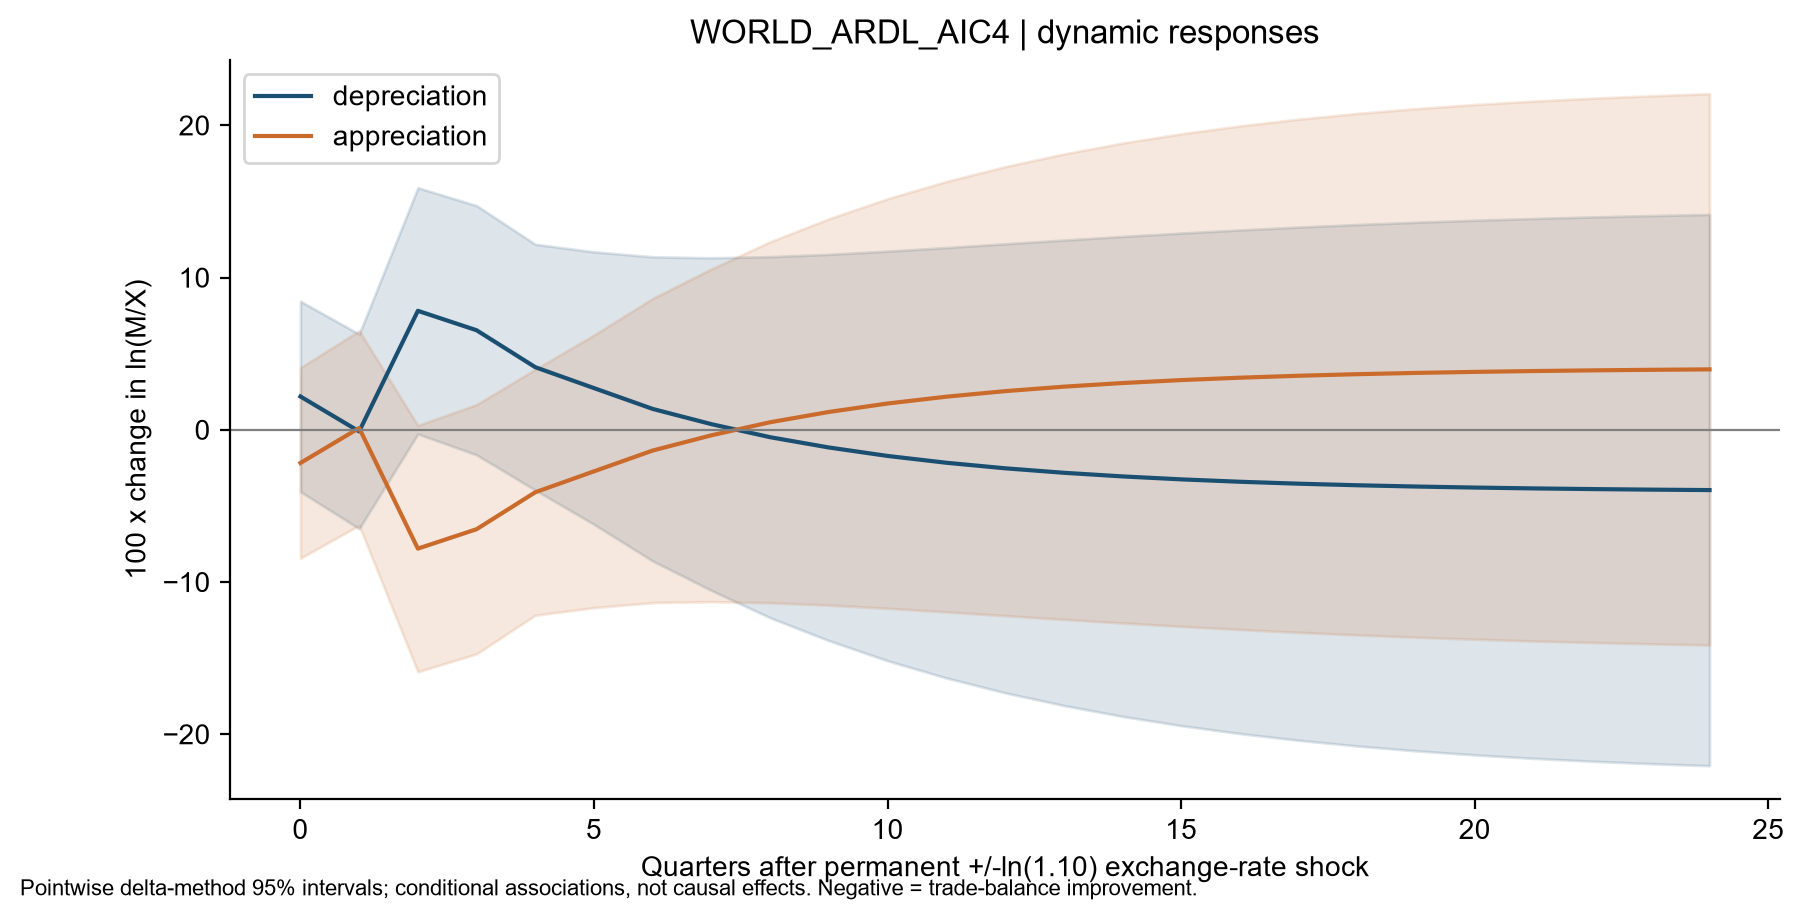 WORLD_ARDL_AIC4 | dynamic responses
depreciation
appreciation
100 x change in ln(M/X)
20
10
0
−10
−20
0 5 10 15 20 25
Quarters after permanent +/-ln(1.10) exchange-rate shock
Pointwise delta-method 95% intervals; conditional associations, not causal effects. Negative = trade-balance improvement.